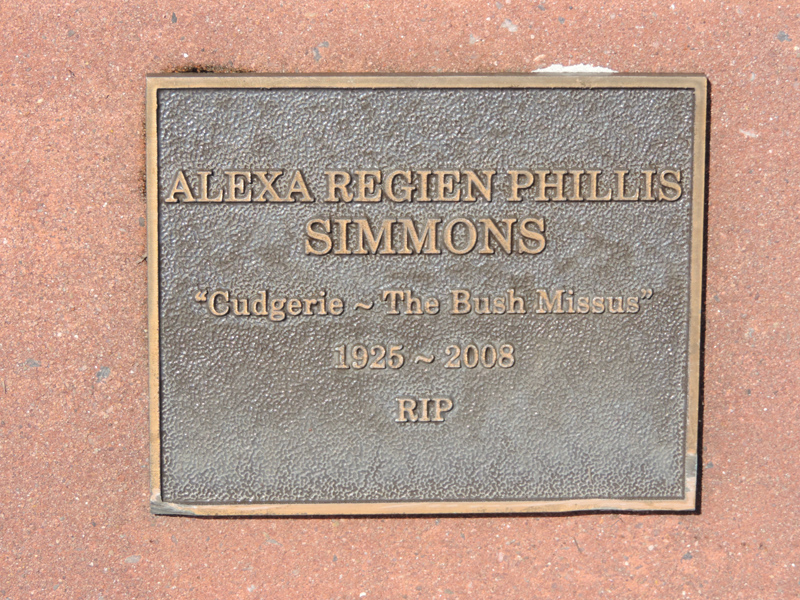 ALEXA REGIEN PHILLIS
SIMMONS
“Cudgerie ~ The Bush Missus”
1925 ~ 2008
RIP